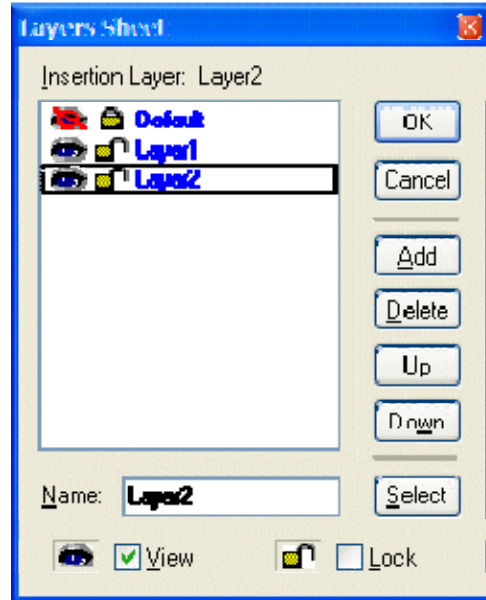 Layers Sheet
Insertion Layer: Layer2
Default
Layer1
Layer2
OK
Cancel
Add
Delete
Up
Down
Name: Layer2
Select
View
Lock